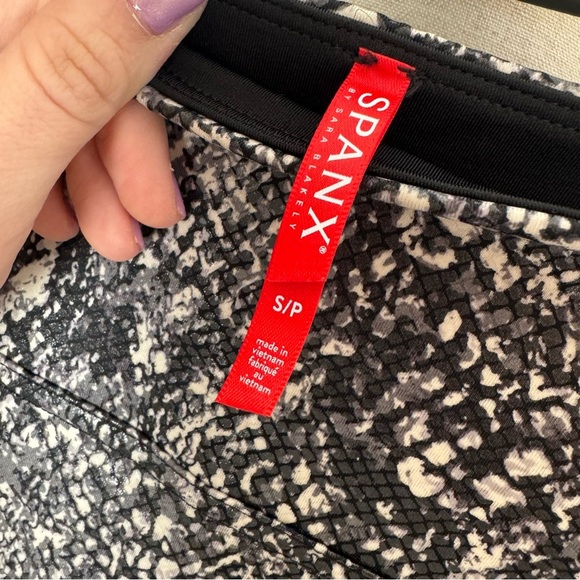 SPANX®
BY SARA BLAKELY
S/P
made in
vietnam
fabriqué
au
vietnam